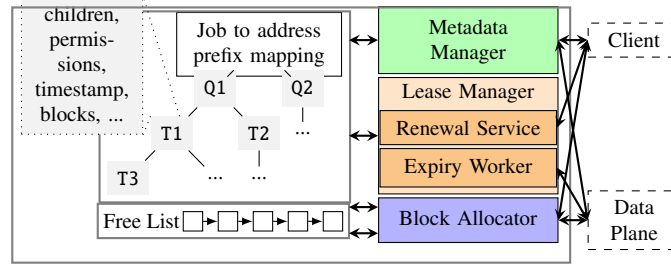 children,
permis-
sions,
timestamp,
blocks, ...
Job to address
prefix mapping
Q1
Q2
T1
T2
...
T3
...
...
Free List
Metadata
Manager
Lease Manager
Renewal Service
Expiry Worker
Block Allocator
Client
Data
Plane